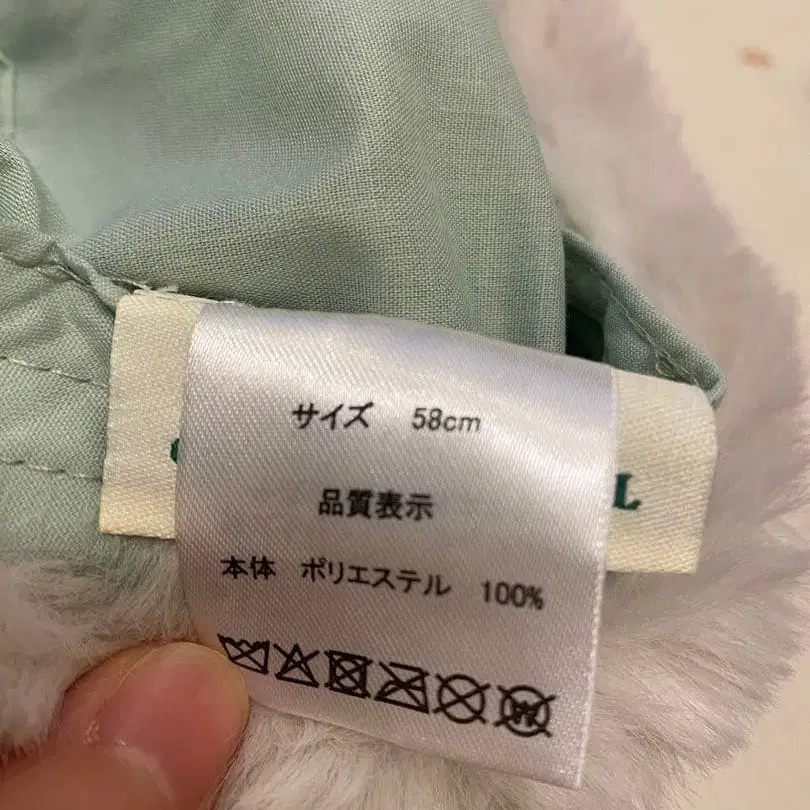 サイズ 58cm
品質表示
本体 ポリエステル 100%